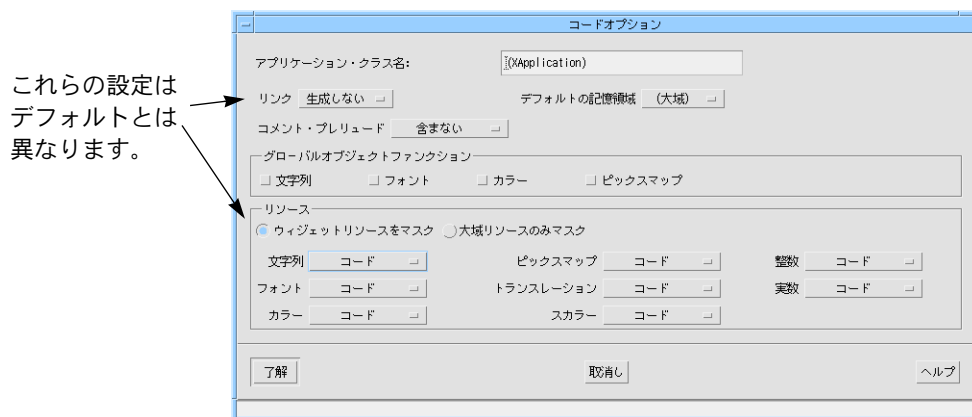 コードオプション
これらの設定は
デフォルトとは
異なります。
アプリケーション・クラス名: (XApplication)
リンク 生成しない デフォルトの記憶領域 (大域)
コメント・プレリュード 含まない
グローバルオブジェクトファンクション
文字列 フォント カラー ピックスマップ
リソース
ウィジェットリソースをマスク 大域リソースのみマスク
文字列 コード ピックスマップ コード 整数 コード
フォント コード トランスレーション コード 実数 コード
カラー コード スカラー コード
了解 取消し ヘルプ